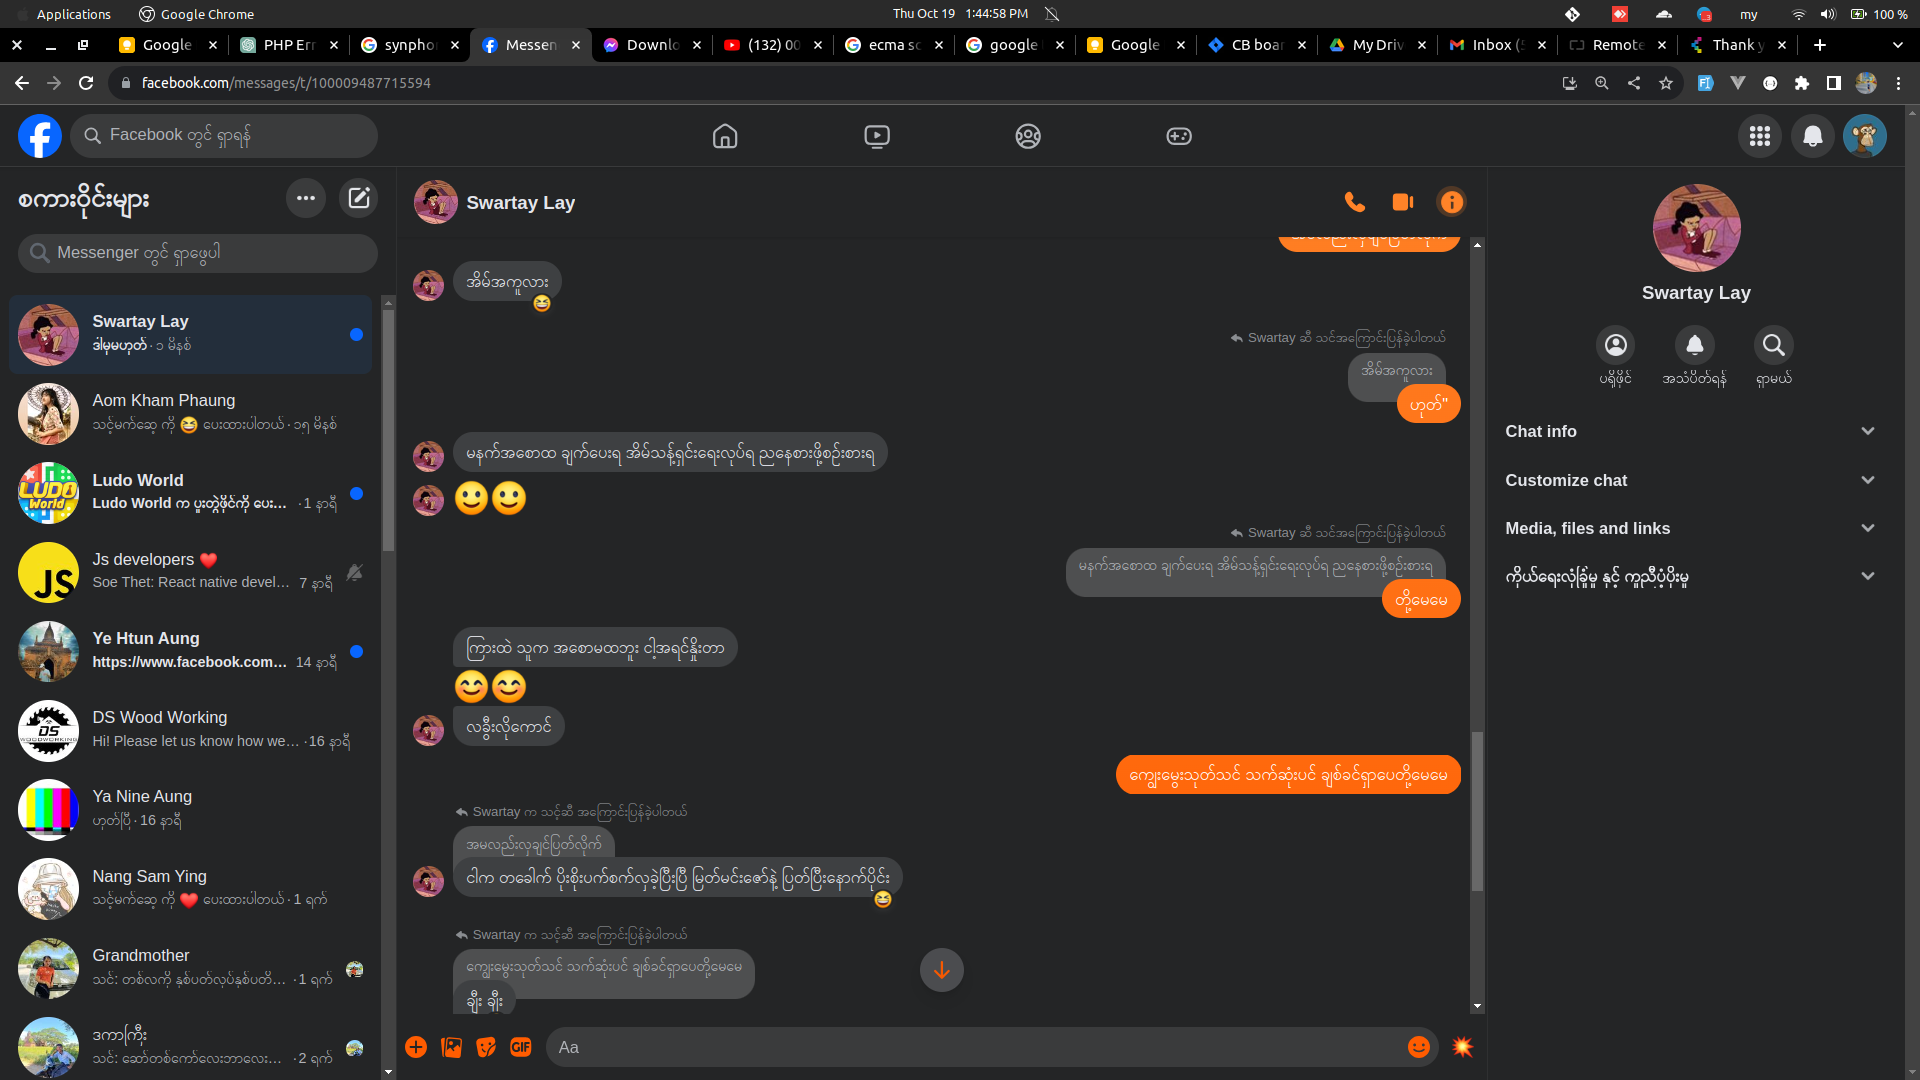 Applications
Google Chrome
Thu Oct 19 1:44:58 PM
my
100 %
Google
PHP Err
synpho
Messen
Downlo
(132) 00
ecma sc
google
Google
CB boar
My Driv
Inbox (5
Remote
Thank y
facebook.com/messages/t/100009487715594
Facebook တွင် ရှာရန်
စကားဝိုင်းများ
Messenger တွင် ရှာဖွေပါ
Swartay Lay
ဒါမှမဟုတ် · ၁ မိနစ်
Aom Kham Phaung
သင့်မက်ဆေ့ ကို 😆 ပေးထားပါတယ် · ၁၅ မိနစ်
Ludo World
Ludo World က ပူးတွဲဖိုင်ကို ပေး... · 1 နာရီ
Js developers ❤️
Soe Thet: React native devel... 7 နာရီ
Ye Htun Aung
https://www.facebook.com... 14 နာရီ
DS Wood Working
Hi! Please let us know how we... · 16 နာရီ
Ya Nine Aung
ဟုတ်ပြီ · 16 နာရီ
Nang Sam Ying
သင့်မက်ဆေ့ ကို ❤️ ပေးထားပါတယ် · 1 ရက်
Grandmother
သင်: တစ်လကို နှစ်ပတ်လုပ်နှစ်ပတ်... · 1 ရက်
ဒကာကြီး
သင်: ဆော်တစ်ကော်လေးဘာလေး... · 2 ရက်
Swartay Lay
အိမ်အကူလား
Swartay ဆီ သင်အကြောင်းပြန်ခဲ့ပါတယ်
အိမ်အကူလား
ဟုတ်"
မနက်အစောထ ချက်ပေးရ အိမ်သန့်ရှင်းရေးလုပ်ရ ညနေစားဖို့စဉ်းစားရ
🙂🙂
Swartay ဆီ သင်အကြောင်းပြန်ခဲ့ပါတယ်
မနက်အစောထ ချက်ပေးရ အိမ်သန့်ရှင်းရေးလုပ်ရ ညနေစားဖို့စဉ်းစားရ
တို့မေမေ
ကြားထဲ သူက အစောမထဘူး ငါ့အရင်နှိုးတာ
😊😊
လခွီးလိုကောင်
ကျွေးမွေးသုတ်သင် သက်ဆုံးပင် ချစ်ခင်ရှာပေတို့မေမေ
Swartay က သင့်ဆီ အကြောင်းပြန်ခဲ့ပါတယ်
အမလည်းလှချင်ပြတ်လိုက်
ငါက တခေါက် ပိုးစိုးပက်စက်လှခဲ့ပြီးပြီ မြတ်မင်းဇော်နဲ့ ပြတ်ပြီးနောက်ပိုင်း
Swartay က သင့်ဆီ အကြောင်းပြန်ခဲ့ပါတယ်
ကျွေးမွေးသုတ်သင် သက်ဆုံးပင် ချစ်ခင်ရှာပေတို့မေမေ
ချီး ချီး
GIF
Aa
Swartay Lay
ပရိုဖိုင်
အသံပိတ်ရန်
ရှာမယ်
Chat info
Customize chat
Media, files and links
ကိုယ်ရေးလုံခြုံမှု နှင့် ကူညီပံ့ပိုးမှု